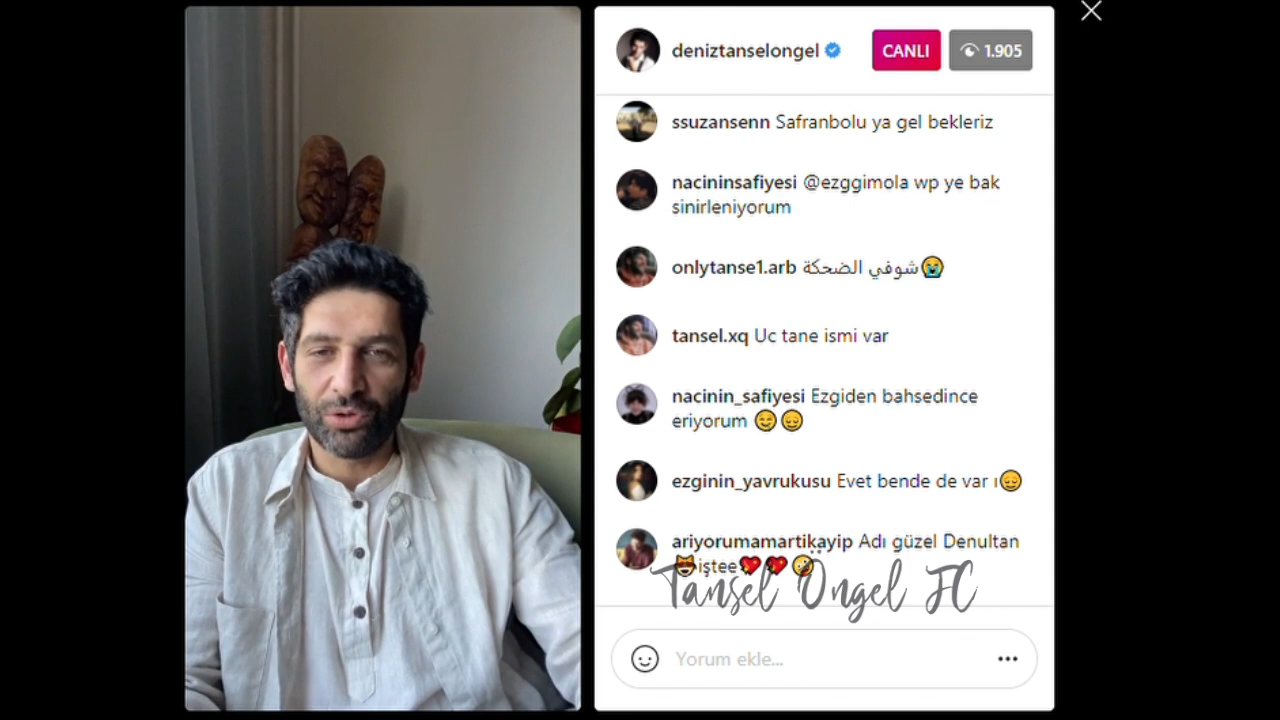 deniztanselongel
CANLI
1.905
ssuzansenn Safranbolu ya gel bekleriz
nacininsafiyesi @ezggimola wp ye bak
sinirleniyorum
onlytanse1.arb شوفي الضحكة😭
tansel.xq Uc tane ismi var
nacinin_safiyesi Ezgiden bahsedince
eriyorum 😊😔
ezginin_yavrukusu Evet bende de var ı😔
ariyorumamartikayip Adı güzel Denultan
😻iştee💖💖🤪
Tansel Öngel FC
Yorum ekle...